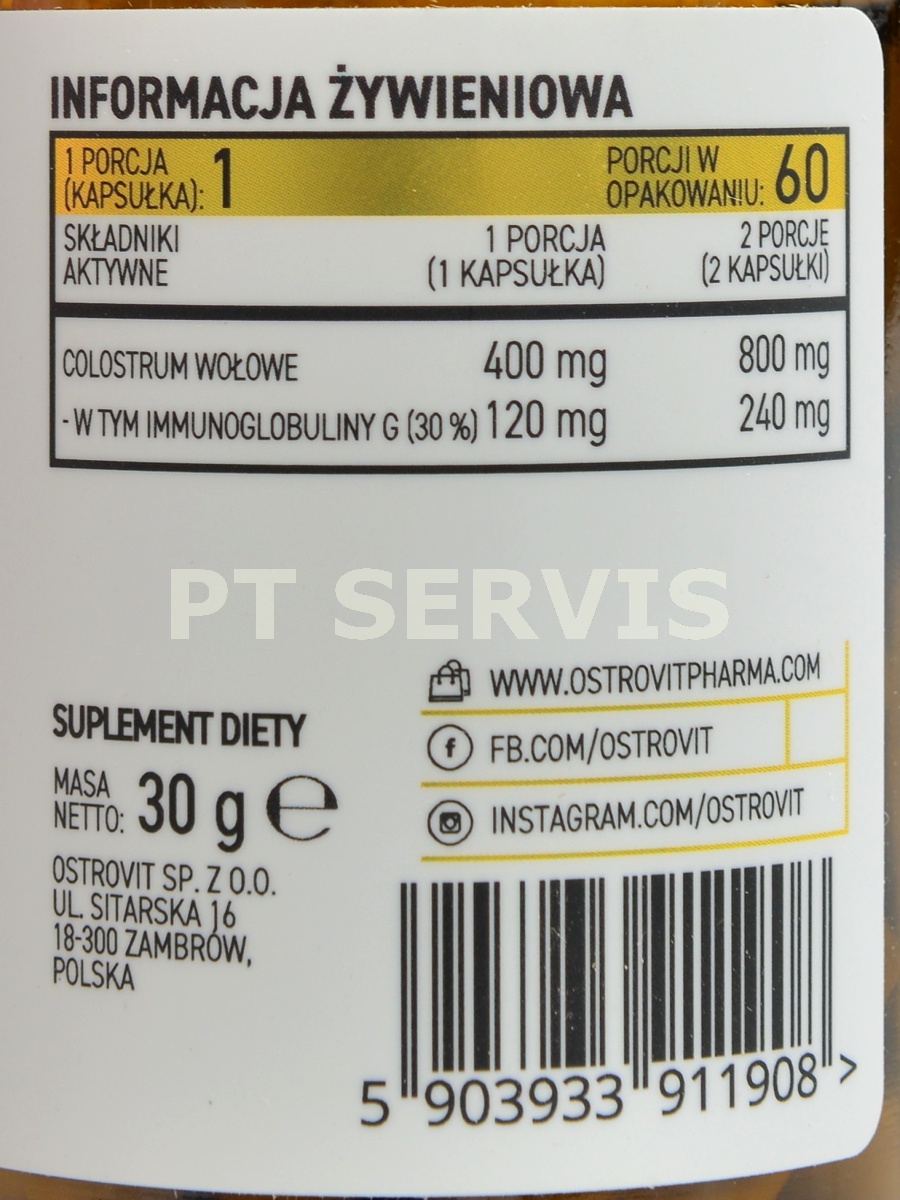 INFORMACJA ŻYWIENIOWA
1 PORCJA (KAPSUŁKA): 1 PORCJI W OPAKOWANIU: 60
SKŁADNIKI AKTYWNE 1 PORCJA (1 KAPSUŁKA) 2 PORCJE (2 KAPSUŁKI)
COLOSTRUM WOŁOWE 400 mg 800 mg
- W TYM IMMUNOGLOBULINY G (30 %) 120 mg 240 mg
PT SERVIS
WWW.OSTROVITPHARMA.COM
FB.COM/OSTROVIT
INSTAGRAM.COM/OSTROVIT
SUPLEMENT DIETY
MASA NETTO: 30 g e
OSTROVIT SP. Z O.O.
UL. SITARSKA 16
18-300 ZAMBRÓW,
POLSKA
5 903933 911908 >